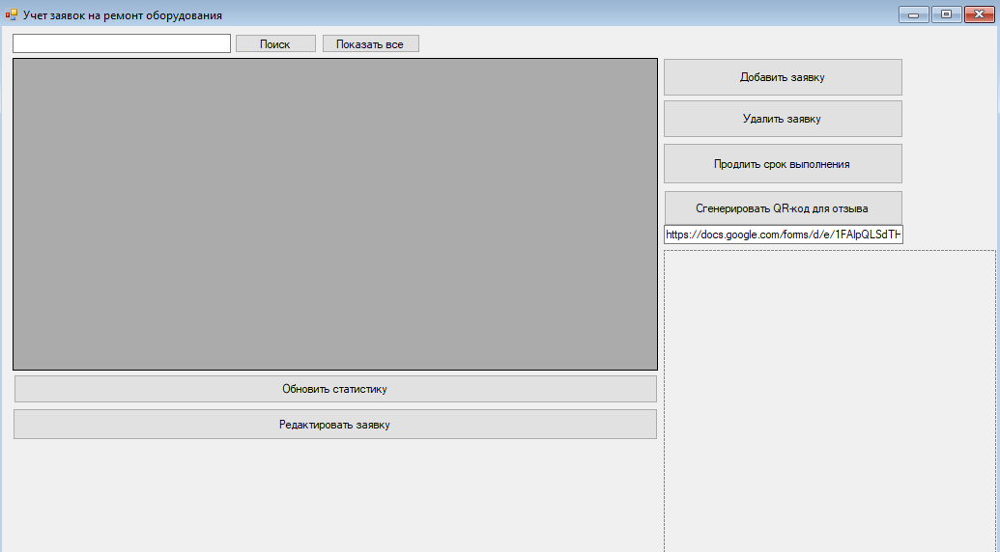 Учет заявок на ремонт оборудования
Поиск
Показать все
Добавить заявку
Удалить заявку
Продлить срок выполнения
Сгенерировать QR-код для отзыва
https://docs.google.com/forms/d/e/1FAIpQLSdTH
Обновить статистику
Редактировать заявку